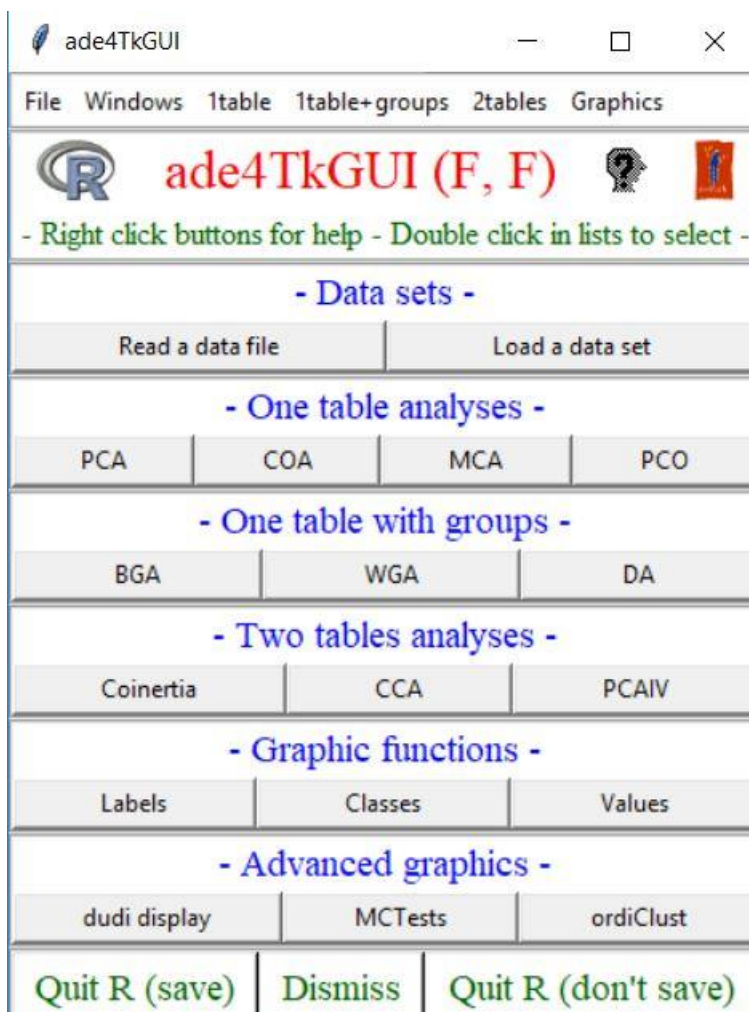 ade4TkGUI
File Windows 1table 1table+groups 2tables Graphics
R ade4TkGUI (F, F) ?
- Right click buttons for help - Double click in lists to select -
- Data sets -
Read a data file Load a data set
- One table analyses -
PCA COA MCA PCO
- One table with groups -
BGA WGA DA
- Two tables analyses -
Coinertia CCA PCAIV
- Graphic functions -
Labels Classes Values
- Advanced graphics -
dudi display MCTests ordiClust
Quit R (save) Dismiss Quit R (don't save)